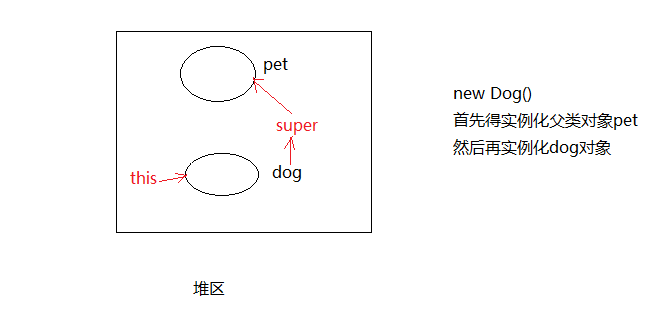 pet
super
this
dog
堆区
new Dog()
首先得实例化父类对象pet
然后再实例化dog对象